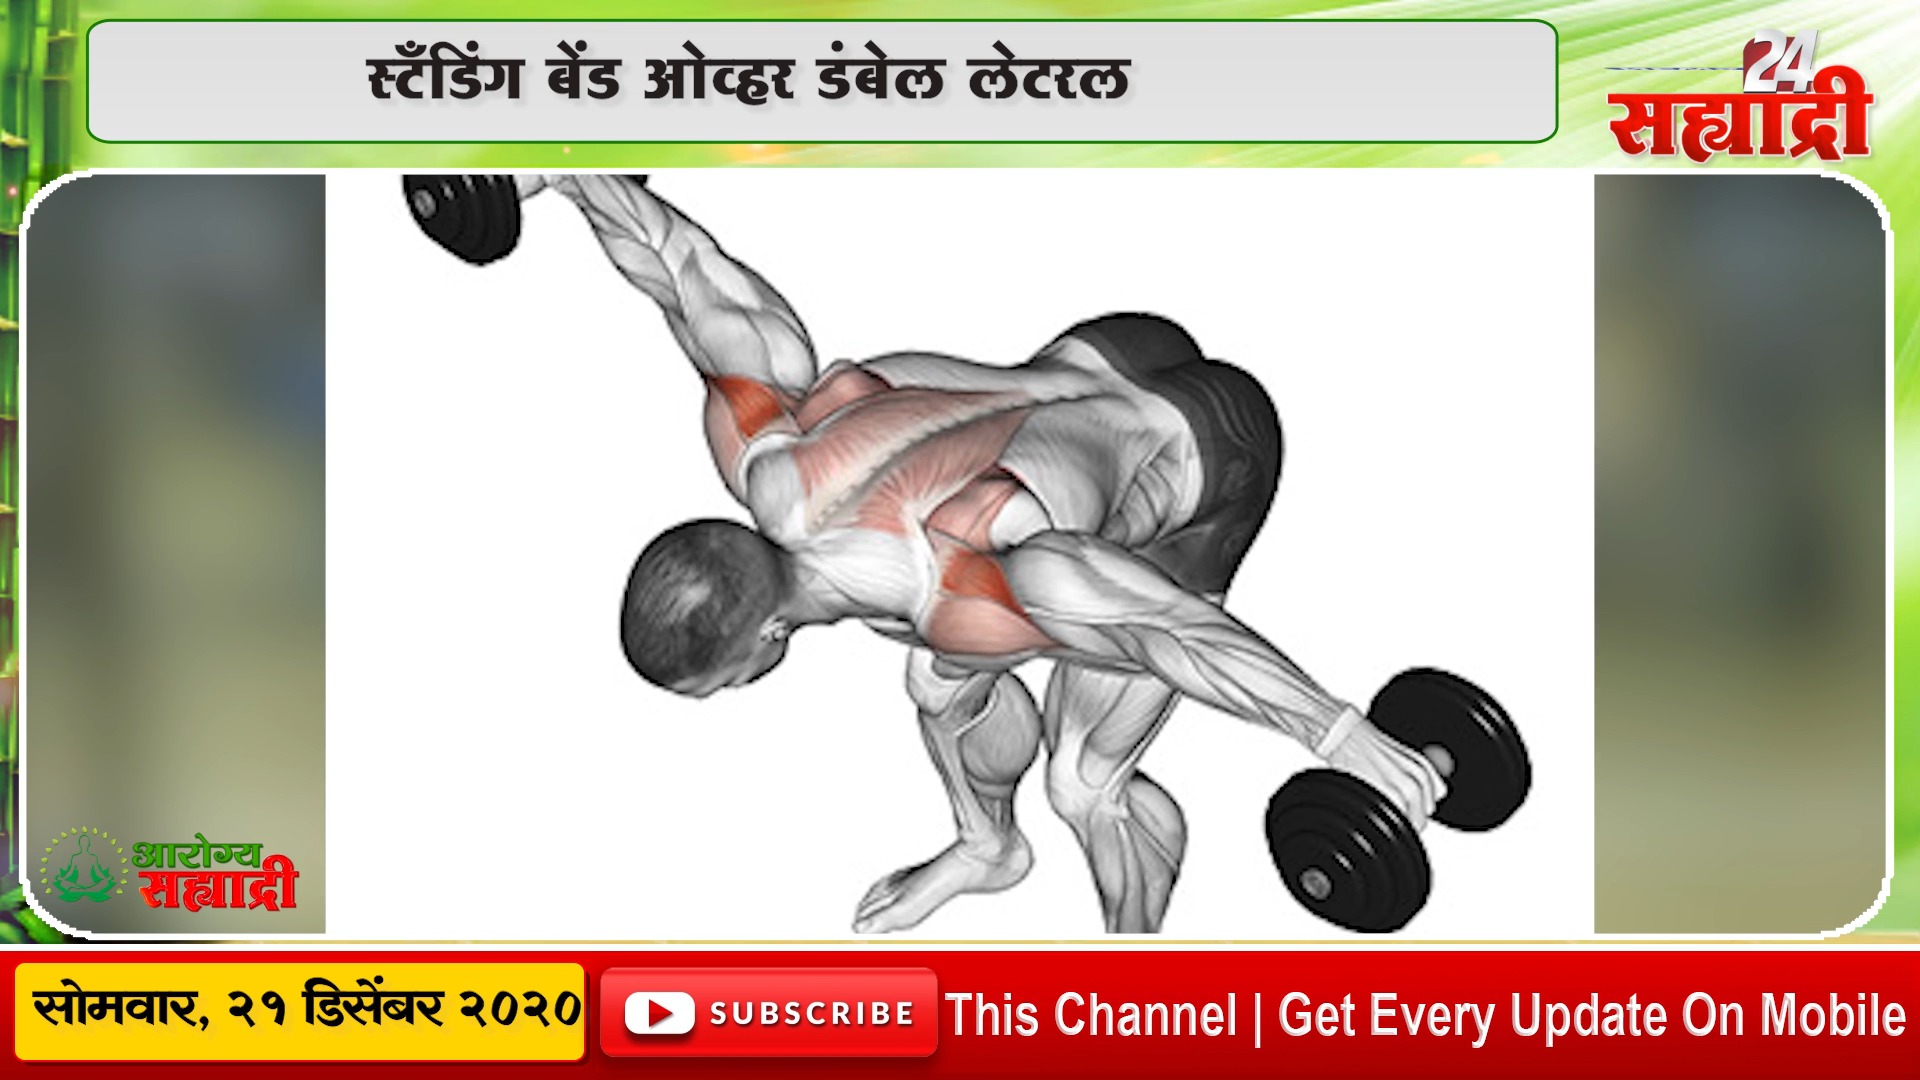 स्टँडिंग बेंड ओव्हर डंबेल लेटरल
24
सह्याद्री
आरोग्य
सह्याद्री
सोमवार, २१ डिसेंबर २०२०
SUBSCRIBE
This Channel | Get Every Update On Mobile